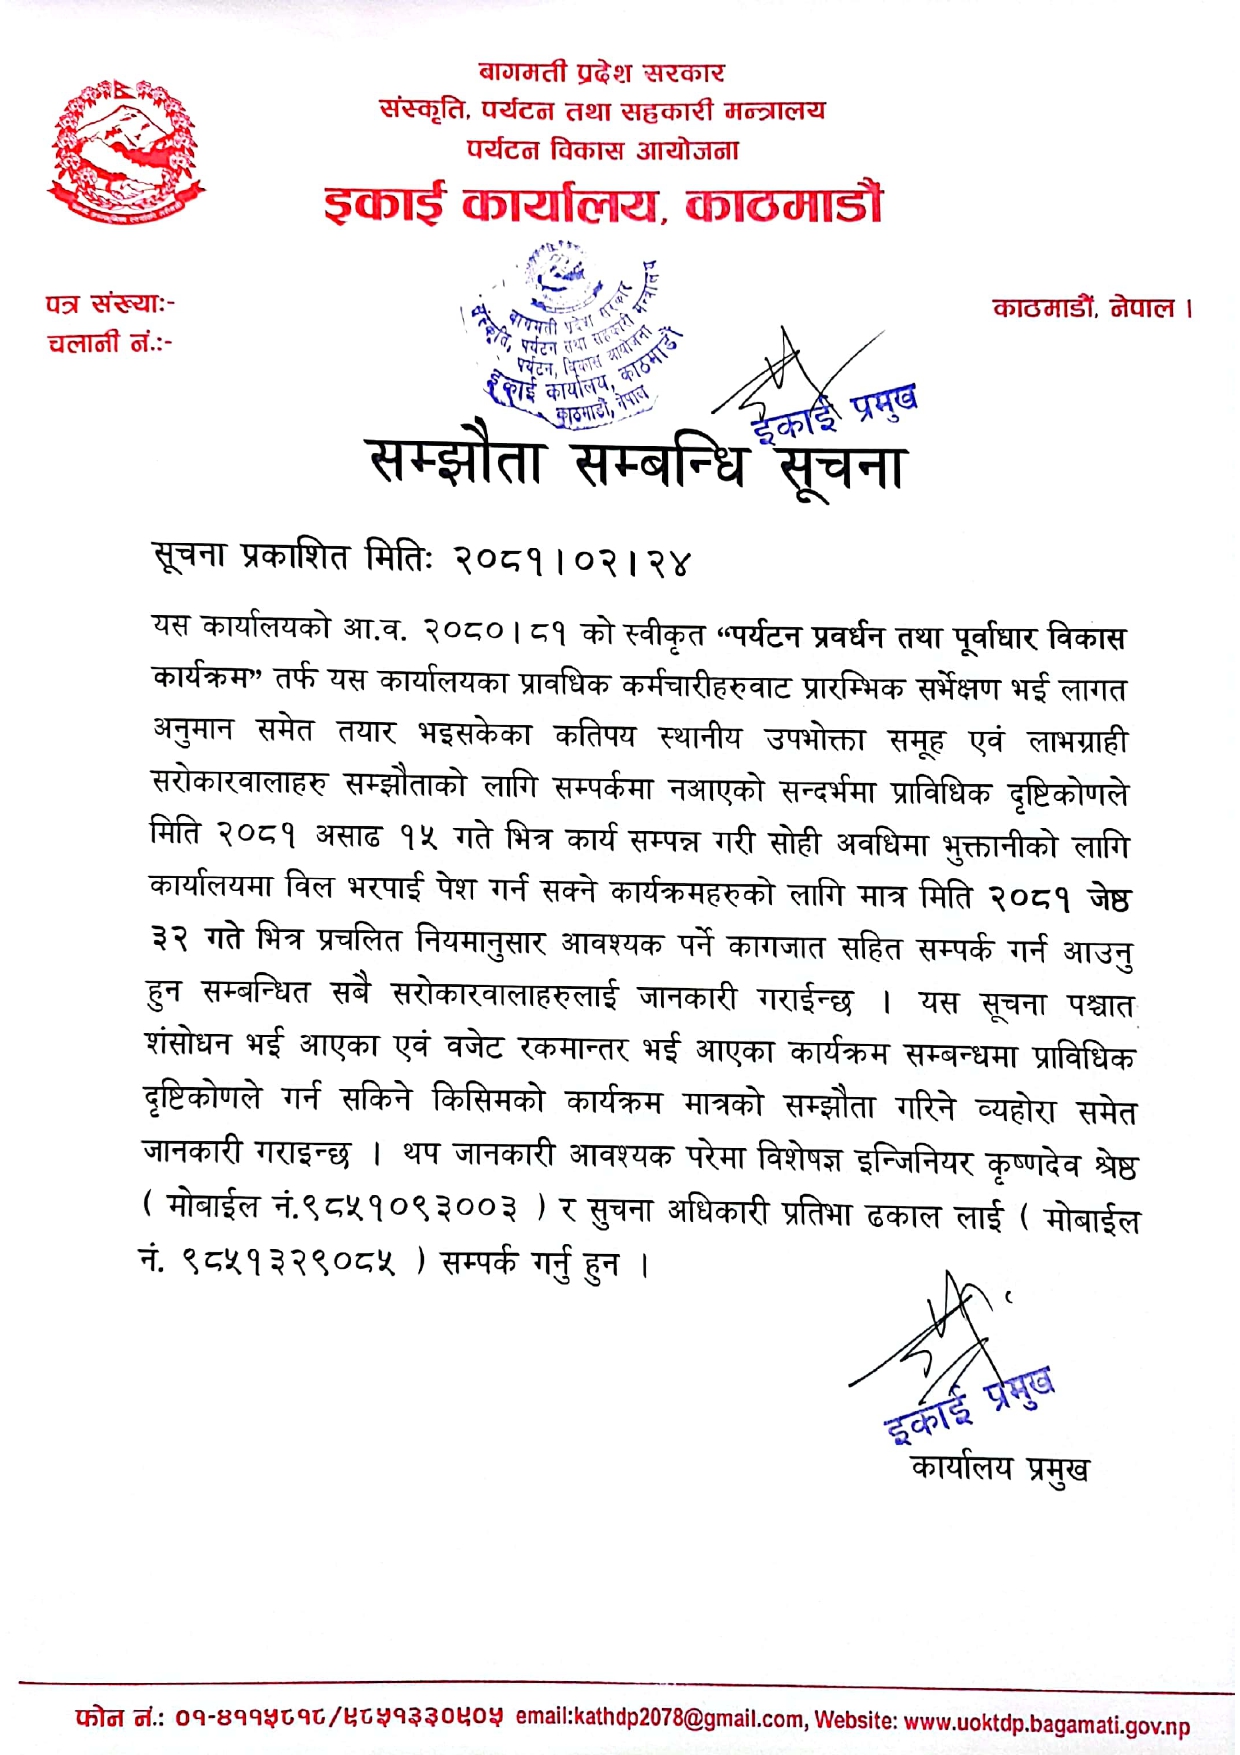 बागमती प्रदेश सरकार
संस्कृति, पर्यटन तथा सहकारी मन्त्रालय
पर्यटन विकास आयोजना
इकाई कार्यालय, काठमाडौं
पत्र संख्याः-
चलानी नं.:-
काठमाडौं, नेपाल ।
बागमती प्रदेश सरकार
संस्कृति, पर्यटन तथा सहकारी मन्त्रालय
पर्यटन, विकास आयोजना
इकाई कार्यालय, काठमाडौं
काठमाडौं, नेपाल
इकाई प्रमुख
सम्झौता सम्बन्धि सूचना
सूचना प्रकाशित मितिः २०८१।०२।२४
यस कार्यालयको आ.व. २०८०।८१ को स्वीकृत “पर्यटन प्रवर्धन तथा पूर्वाधार विकास
कार्यक्रम” तर्फ यस कार्यालयका प्रावधिक कर्मचारीहरुवाट प्रारम्भिक सर्भेक्षण भई लागत
अनुमान समेत तयार भइसकेका कतिपय स्थानीय उपभोक्ता समूह एवं लाभग्राही
सरोकारवालाहरु सम्झौताको लागि सम्पर्कमा नआएको सन्दर्भमा प्राविधिक दृष्टिकोणले
मिति २०८१ असाढ १५ गते भित्र कार्य सम्पन्न गरी सोही अवधिमा भुक्तानीको लागि
कार्यालयमा विल भरपाई पेश गर्न सक्ने कार्यक्रमहरुको लागि मात्र मिति २०८१ जेष्ठ
३२ गते भित्र प्रचलित नियमानुसार आवश्यक पर्ने कागजात सहित सम्पर्क गर्न आउनु
हुन सम्बन्धित सबै सरोकारवालाहरुलाई जानकारी गराईन्छ । यस सूचना पश्चात
शंसोधन भई आएका एवं वजेट रकमान्तर भई आएका कार्यक्रम सम्बन्धमा प्राविधिक
दृष्टिकोणले गर्न सकिने किसिमको कार्यक्रम मात्रको सम्झौता गरिने व्यहोरा समेत
जानकारी गराइन्छ । थप जानकारी आवश्यक परेमा विशेषज्ञ इन्जिनियर कृष्णदेव श्रेष्ठ
( मोबाईल नं.९८५१०९३००३ ) र सुचना अधिकारी प्रतिभा ढकाल लाई ( मोबाईल
नं. ९८५१३२९०८५ ) सम्पर्क गर्नु हुन ।
इकाई प्रमुख
कार्यालय प्रमुख
फोन नं.: ०१-४११५८१८/९८५१३३०५०५ email:kathdp2078@gmail.com, Website: www.uoktdp.bagamati.gov.np